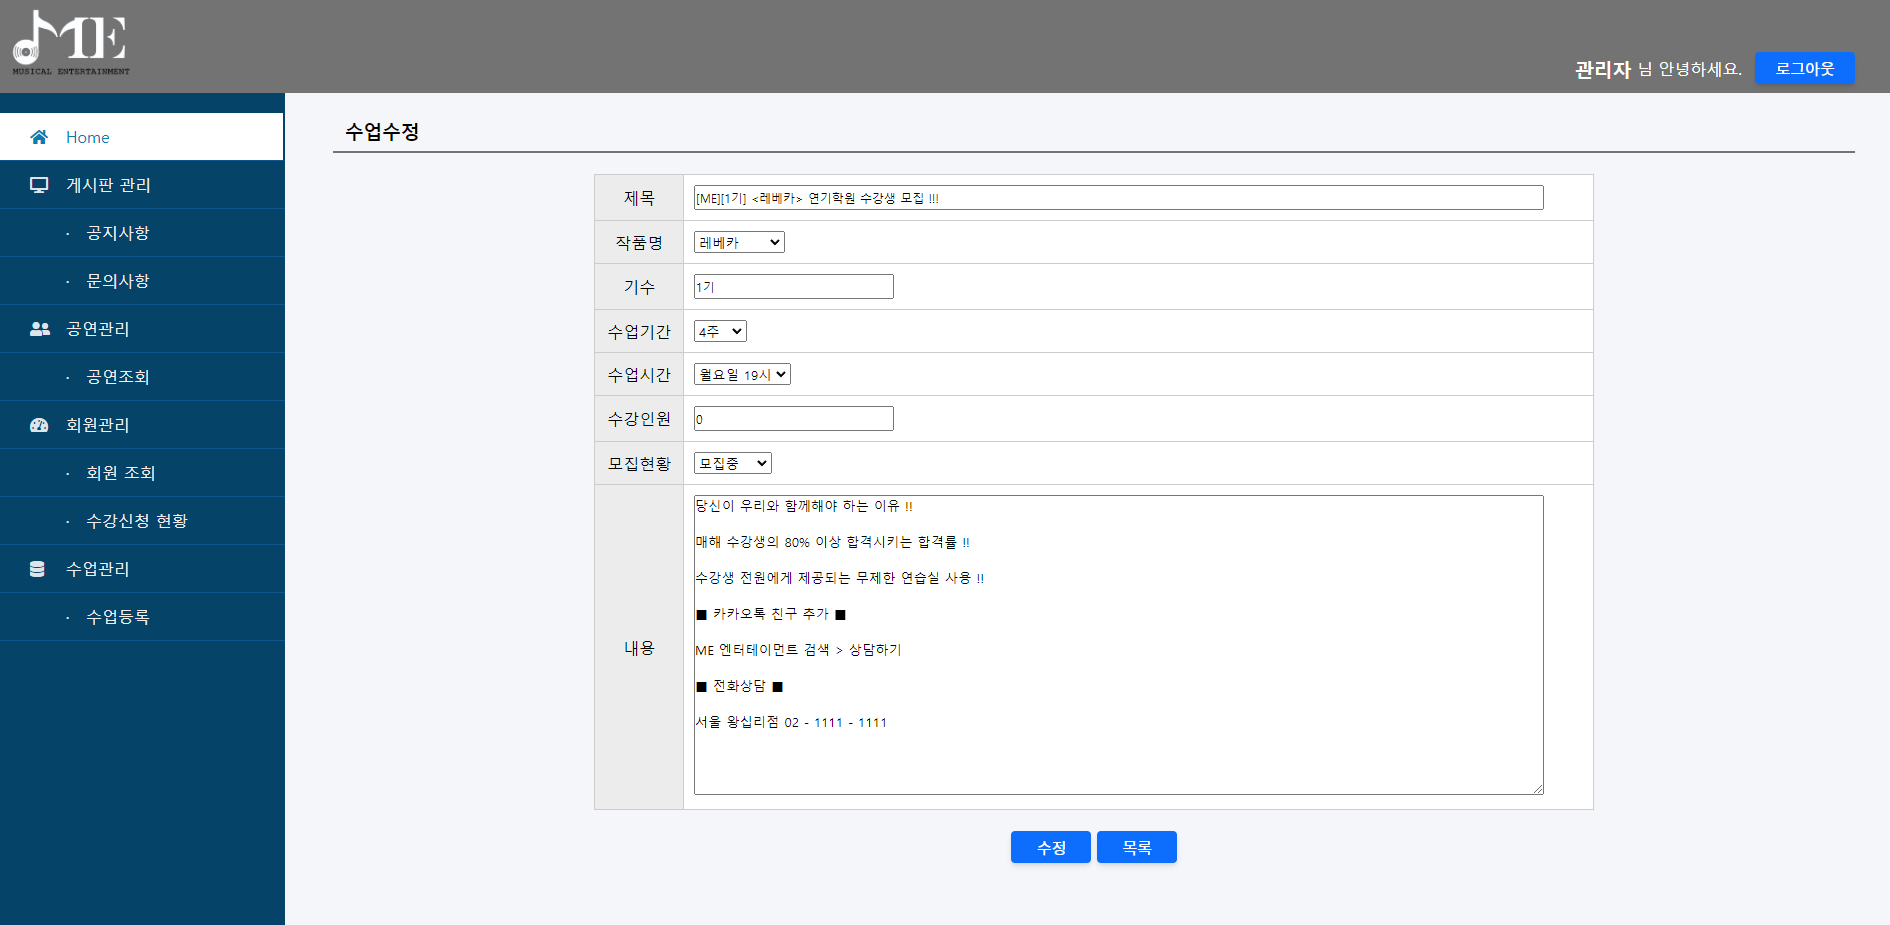 ME
MUSICAL ENTERTAINMENT
관리자 님 안녕하세요. 로그아웃
Home
게시판 관리
· 공지사항
· 문의사항
공연관리
· 공연조회
회원관리
· 회원 조회
· 수강신청 현황
수업관리
· 수업등록
수업수정
제목 [ME][1기] <레베카> 연기학원 수강생 모집 !!!
작품명 레베카
기수 1기
수업기간 4주
수업시간 월요일 19시
수강인원 0
모집현황 모집중
내용
당신이 우리와 함께해야 하는 이유 !!
매해 수강생의 80% 이상 합격시키는 합격률 !!
수강생 전원에게 제공되는 무제한 연습실 사용 !!
■ 카카오톡 친구 추가 ■
ME 엔터테이먼트 검색 > 상담하기
■ 전화상담 ■
서울 왕십리점 02 - 1111 - 1111
수정 목록